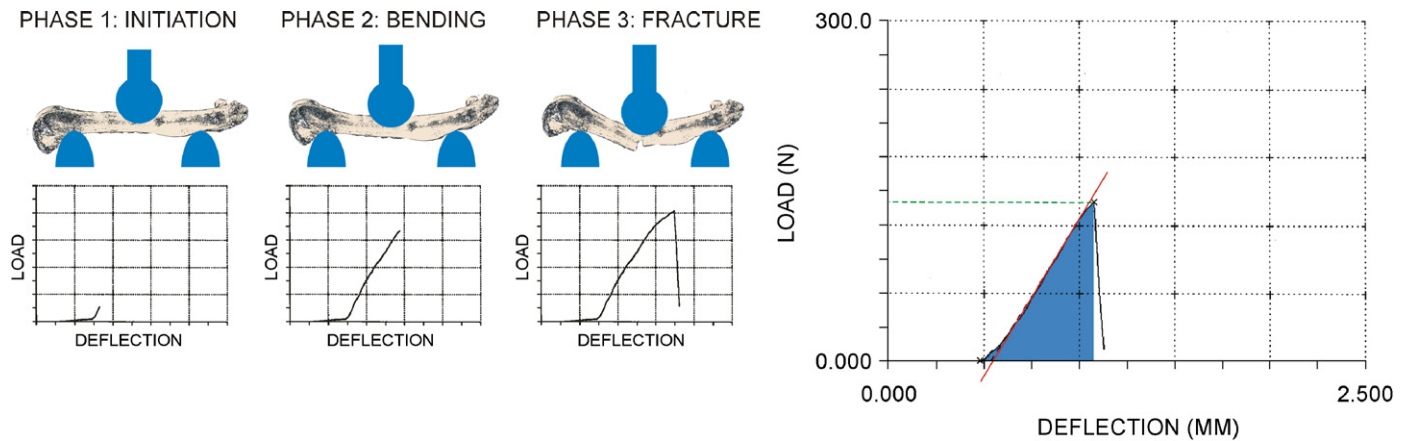 PHASE 1: INITIATION
PHASE 2: BENDING
PHASE 3: FRACTURE
LOAD
DEFLECTION
LOAD
DEFLECTION
LOAD
DEFLECTION
300.0
LOAD (N)
0.000
0.000
2.500
DEFLECTION (MM)